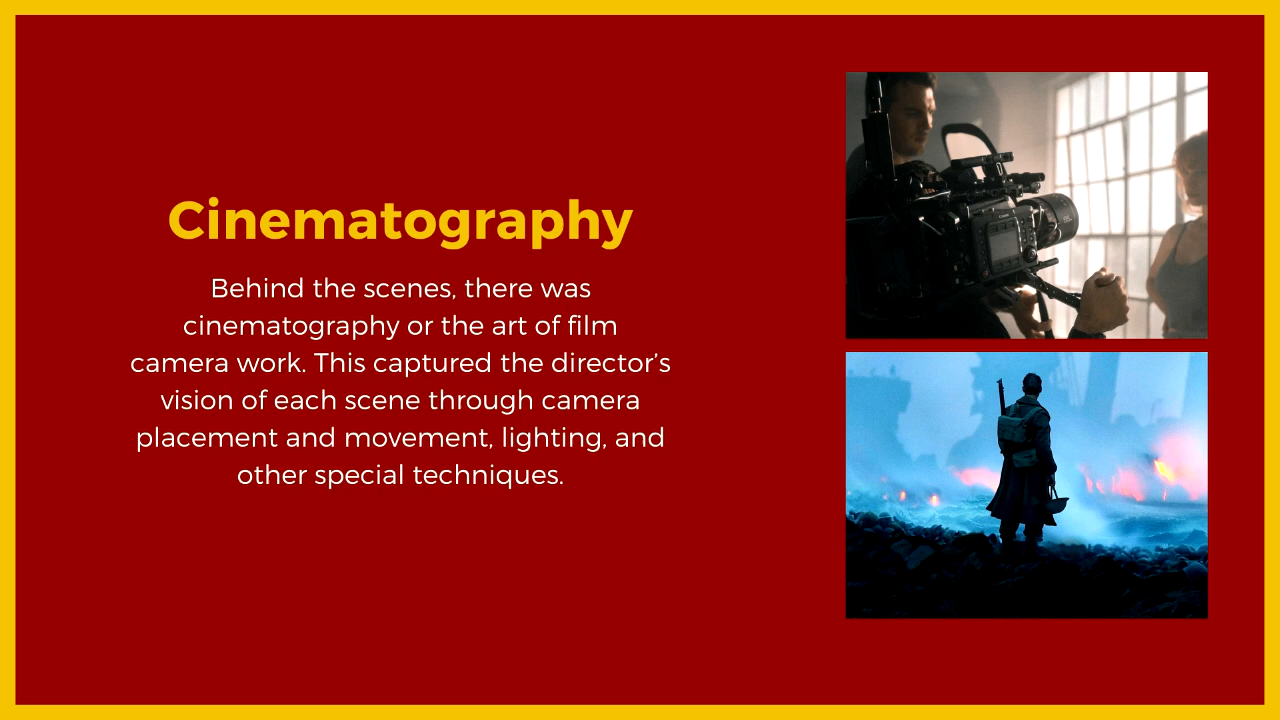 Cinematography
Behind the scenes, there was
cinematography or the art of film
camera work. This captured the director’s
vision of each scene through camera
placement and movement, lighting, and
other special techniques.